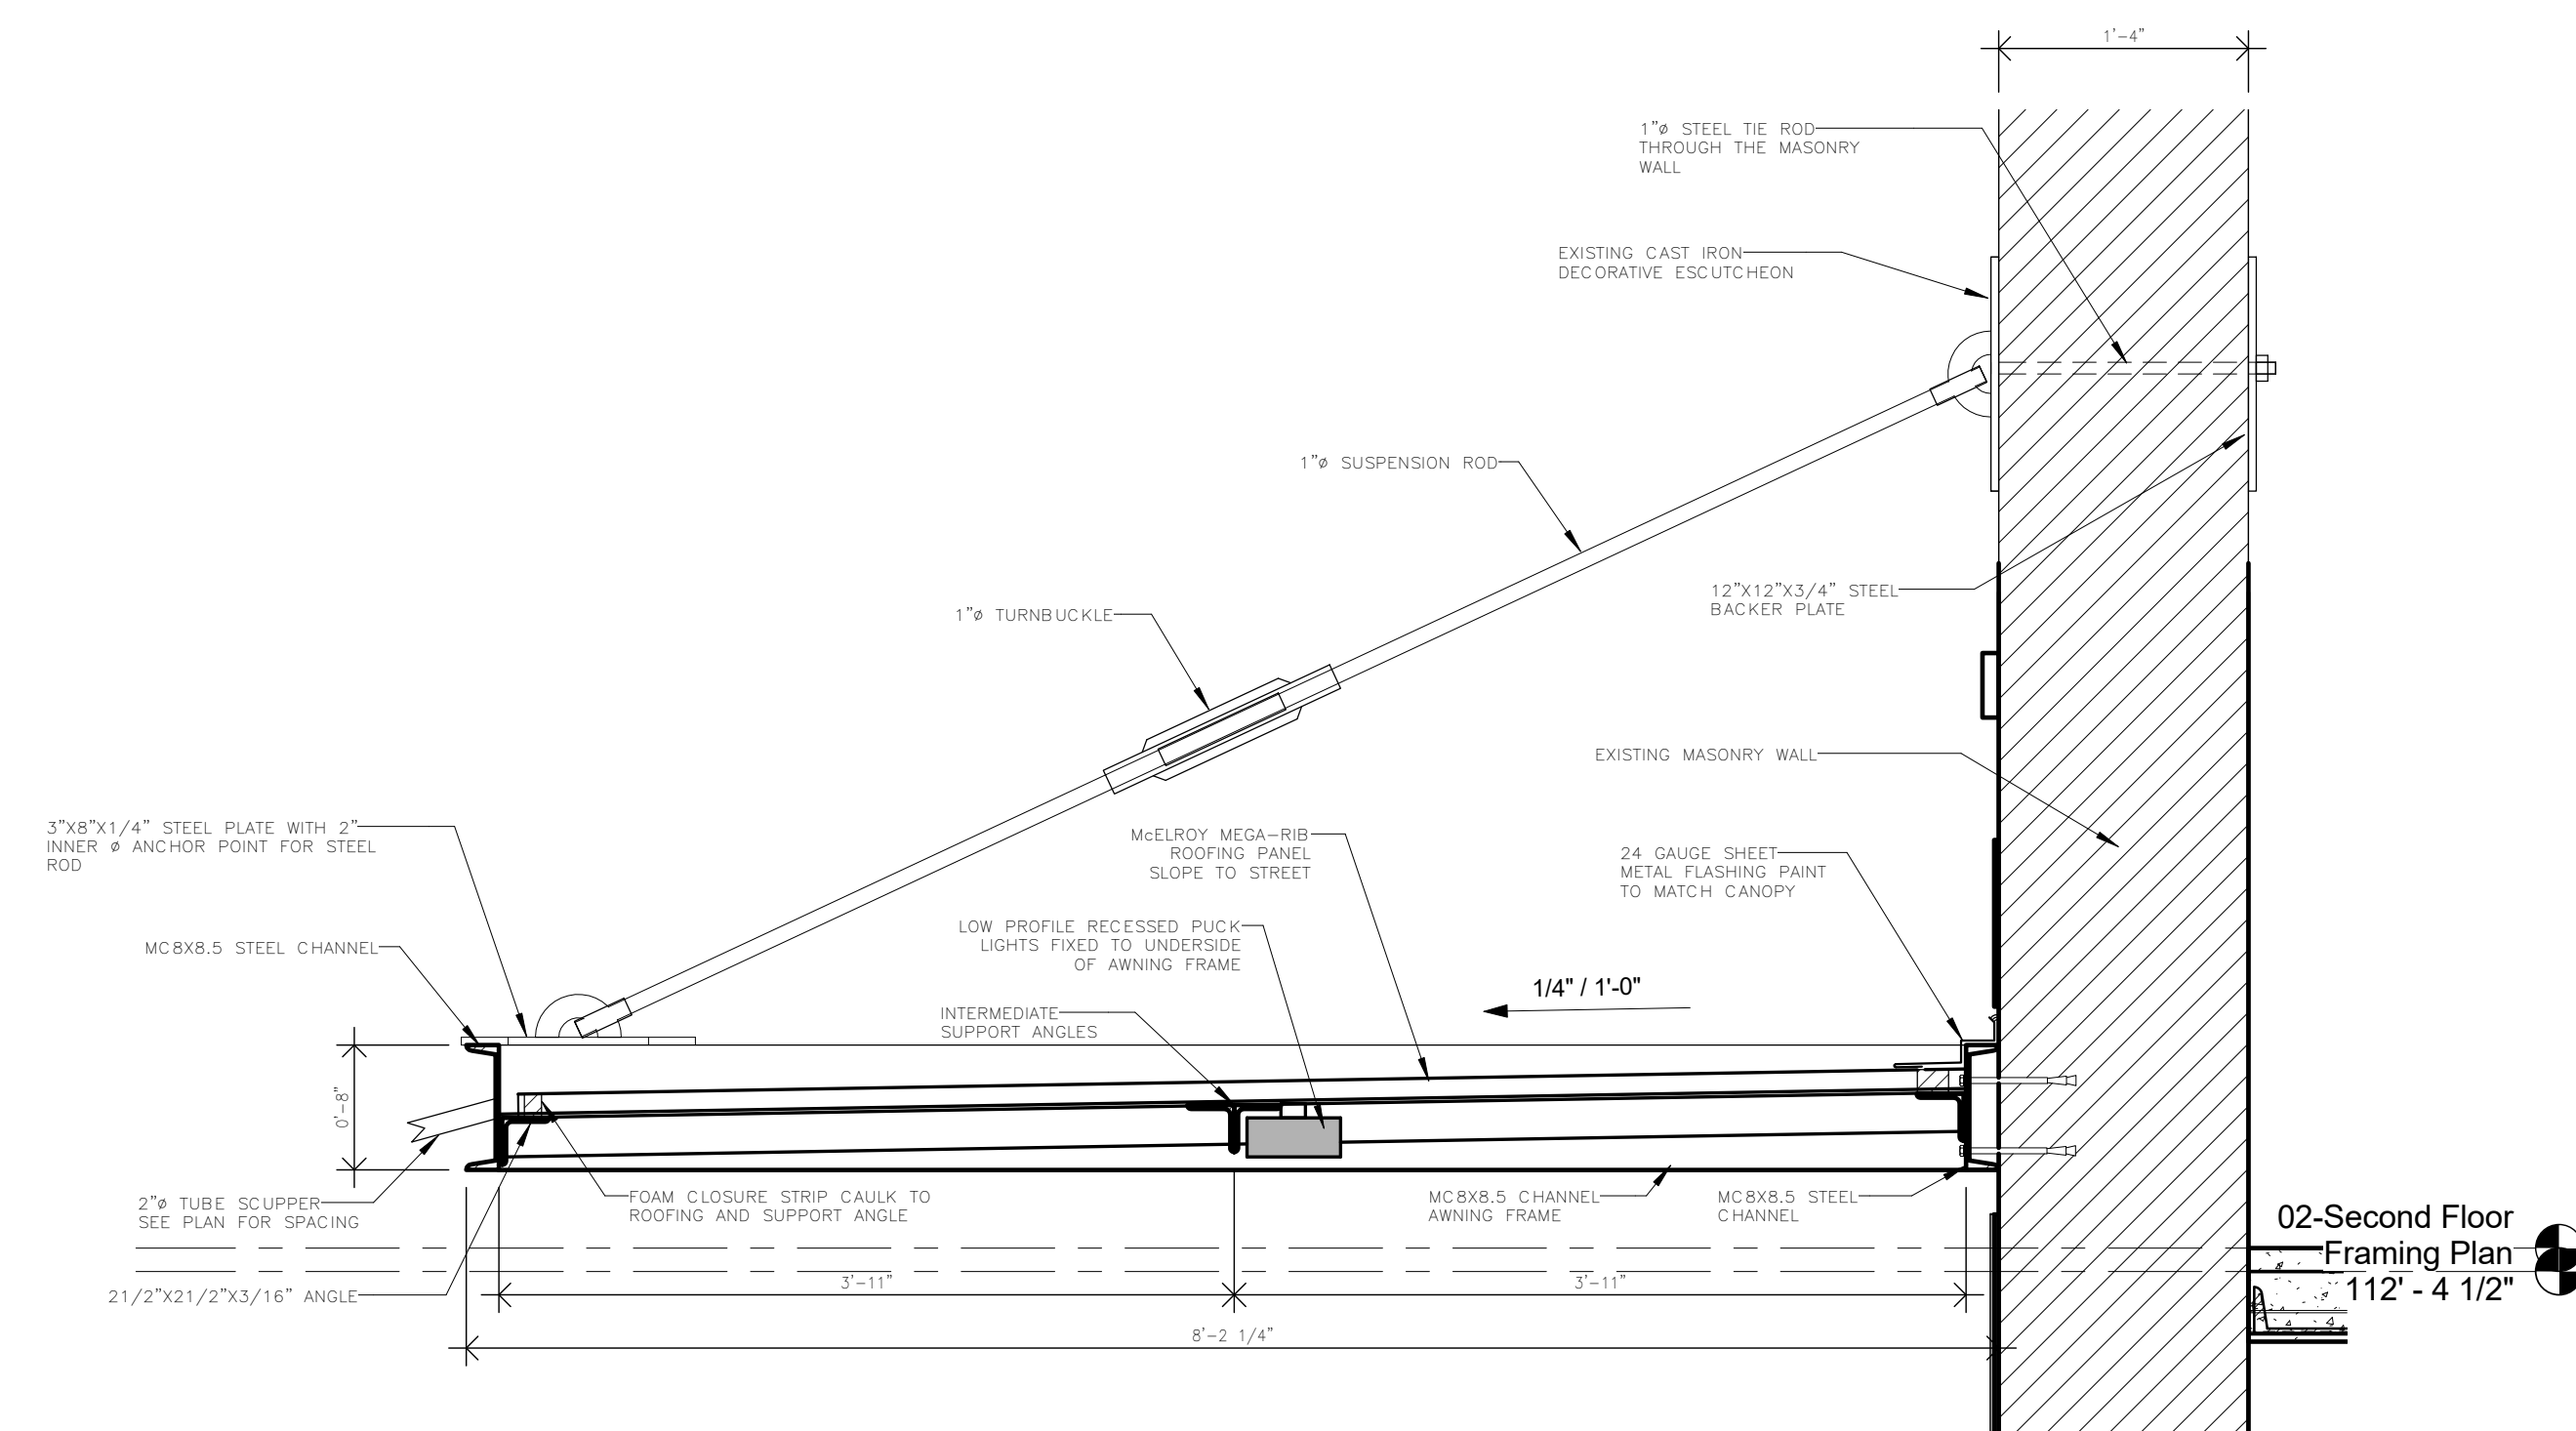 1'-4"
1"ø STEEL TIE ROD
THROUGH THE MASONRY
WALL
EXISTING CAST IRON
DECORATIVE ESCUTCHEON
1"ø SUSPENSION ROD
12"X12"X3/4" STEEL
BACKER PLATE
1"ø TURNBUCKLE
EXISTING MASONRY WALL
3"X8"X1/4" STEEL PLATE WITH 2"
INNER ø ANCHOR POINT FOR STEEL
ROD
McELROY MEGA-RIB
ROOFING PANEL
SLOPE TO STREET
24 GAUGE SHEET
METAL FLASHING PAINT
TO MATCH CANOPY
MC8X8.5 STEEL CHANNEL
LOW PROFILE RECESSED PUCK
LIGHTS FIXED TO UNDERSIDE
OF AWNING FRAME
1/4" / 1'-0"
INTERMEDIATE
SUPPORT ANGLES
0'-8"
2"ø TUBE SCUPPER
SEE PLAN FOR SPACING
FOAM CLOSURE STRIP CAULK TO
ROOFING AND SUPPORT ANGLE
MC8X8.5 CHANNEL
AWNING FRAME
MC8X8.5 STEEL
CHANNEL
02-Second Floor
Framing Plan
112' - 4 1/2"
21/2"X21/2"X3/16" ANGLE
3'-11"
3'-11"
8'-2 1/4"